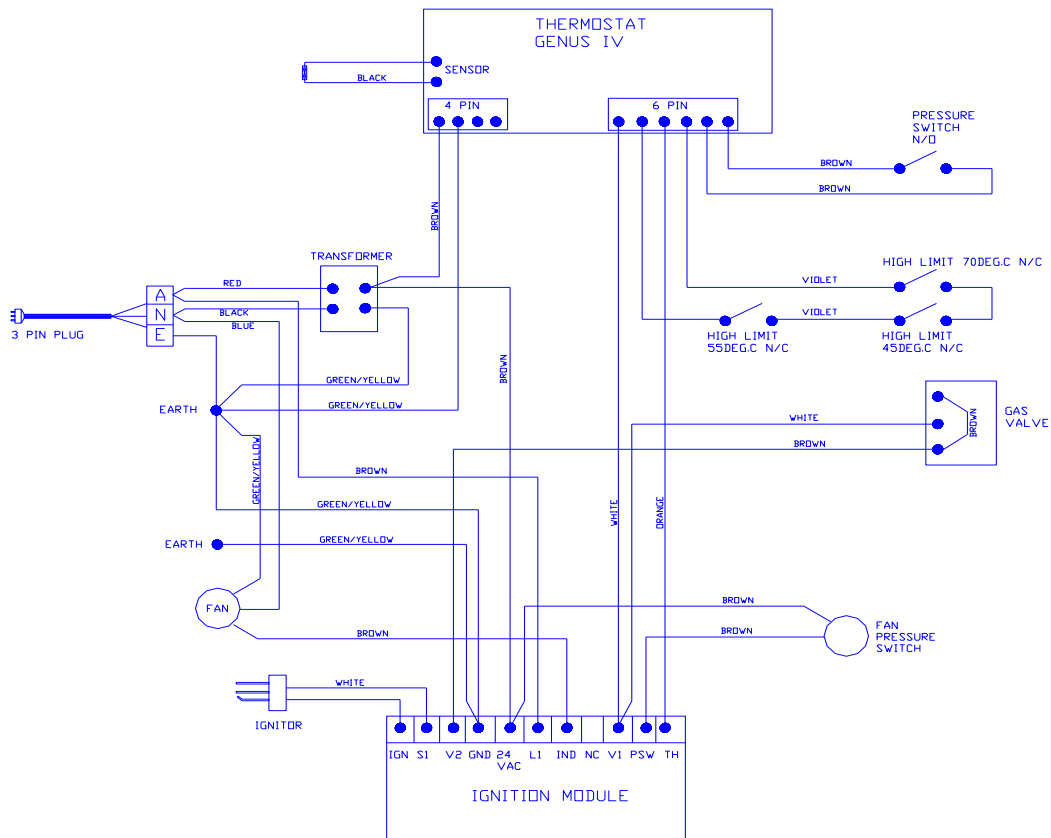 THERMOSTAT
GENUS IV
SENSOR
BLACK
4 PIN
6 PIN
PRESSURE
SWITCH
N/O
BROWN
BROWN
BROWN
TRANSFORMER
HIGH LIMIT 70DEG.C N/C
RED
VIOLET
A
N
E
BLACK
BLUE
VIOLET
3 PIN PLUG
HIGH LIMIT
55DEG.C N/C
HIGH LIMIT
45DEG.C N/C
BROWN
GREEN/YELLOW
EARTH
GREEN/YELLOW
WHITE
BROWN
GAS
VALVE
BROWN
GREEN/YELLOW
BROWN
GREEN/YELLOW
WHITE
ORANGE
EARTH
GREEN/YELLOW
FAN
BROWN
BROWN
BROWN
FAN
PRESSURE
SWITCH
WHITE
IGNITOR
IGN S1 V2 GND 24 L1 IND NC V1 PSW TH
VAC
IGNITION MODULE